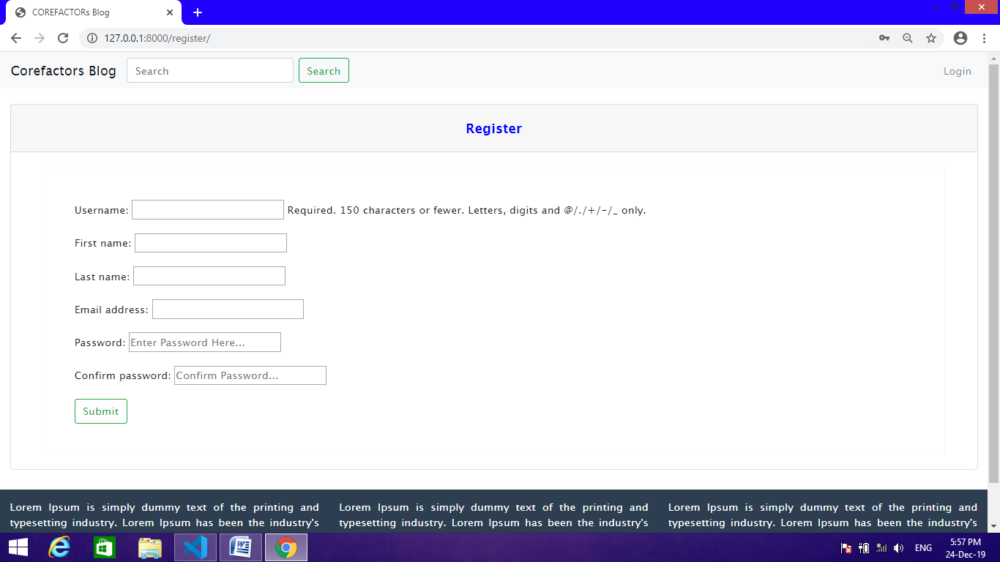 COREFACTORs Blog
127.0.0.1:8000/register/
Corefactors Blog Search Search Login
Register
Username: Required. 150 characters or fewer. Letters, digits and @/./+/-/_ only.
First name:
Last name:
Email address:
Password: Enter Password Here...
Confirm password: Confirm Password...
Submit
Lorem Ipsum is simply dummy text of the printing and
typesetting industry. Lorem Ipsum has been the industry's
Lorem Ipsum is simply dummy text of the printing and
typesetting industry. Lorem Ipsum has been the industry's
Lorem Ipsum is simply dummy text of the printing and
typesetting industry. Lorem Ipsum has been the industry's
ENG
5:57 PM
24-Dec-19